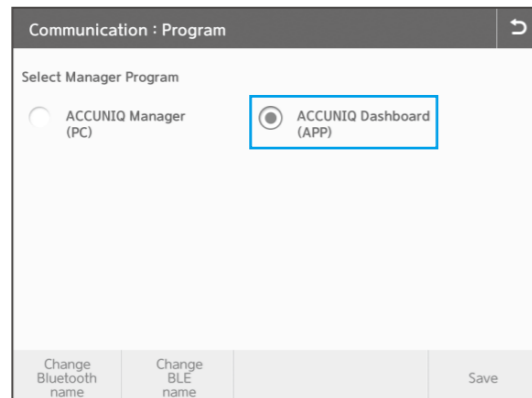 Communication : Program
Select Manager Program
ACCUNIQ Manager
(PC)
ACCUNIQ Dashboard
(APP)
Change
Bluetooth
name
Change
BLE
name
Save